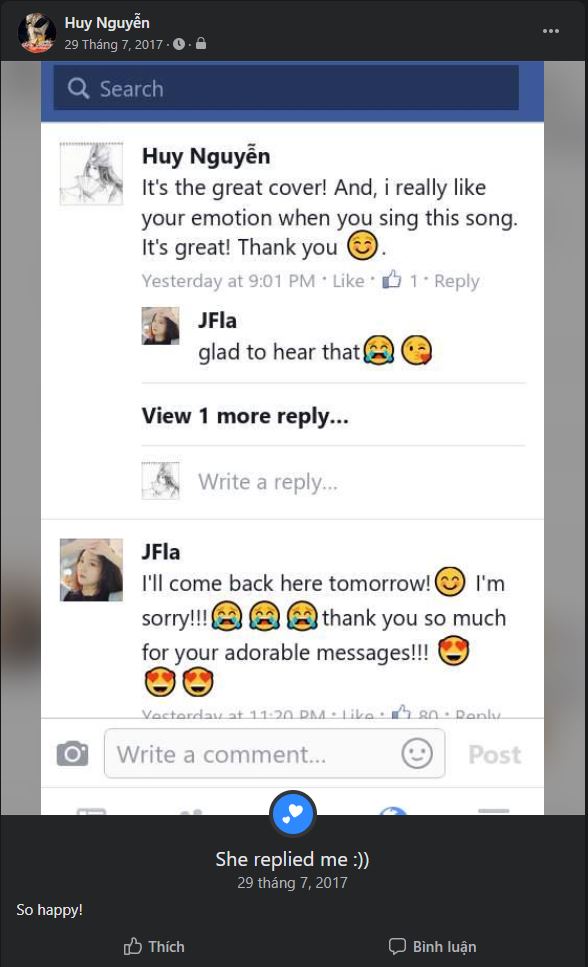 Huy Nguyễn
29 Tháng 7, 2017 ·
Search
Huy Nguyễn
It's the great cover! And, i really like
your emotion when you sing this song.
It's great! Thank you 😊.
Yesterday at 9:01 PM · Like · 👍 1 · Reply
JFla
glad to hear that😂😘
View 1 more reply...
Write a reply...
JFla
I'll come back here tomorrow!😊 I'm
sorry!!!😂😂😂thank you so much
for your adorable messages!!! 😍
😍😍
Yesterday at 11:20 PM · Like · 👍 80 · Reply
Write a comment...
Post
She replied me :))
29 tháng 7, 2017
So happy!
Thích
Bình luận